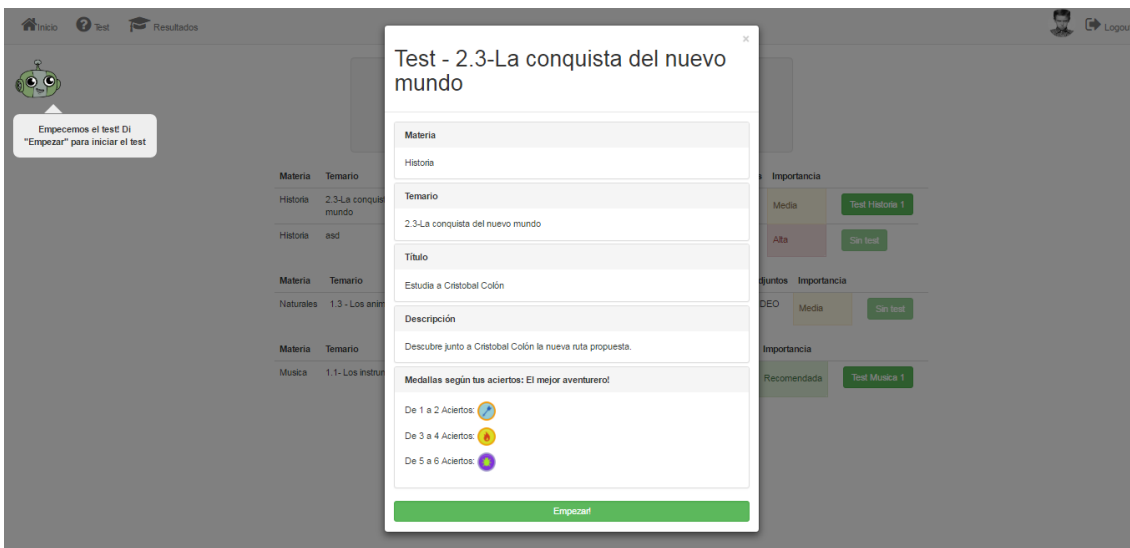 Inicio Test Resultados
Logou
Empecemos el test! Di
"Empezar" para iniciar el test
×
Test - 2.3-La conquista del nuevo
mundo
Materia
Historia
Temario
2.3-La conquista del nuevo mundo
Título
Estudia a Cristobal Colón
Descripción
Descubre junto a Cristobal Colón la nueva ruta propuesta.
Medallas según tus aciertos: El mejor aventurero!
De 1 a 2 Aciertos:
De 3 a 4 Aciertos:
De 5 a 6 Aciertos:
Empezar!
Materia Temario Importancia
Historia 2.3-La conquist Media Test Historia 1
mundo
Historia asd Alta Sin test
Materia Temario djuntos Importancia
Naturales 1.3 - Los anim DEO Media Sin test
Materia Temario Importancia
Musica 1.1- Los instrum Recomendada Test Musica 1